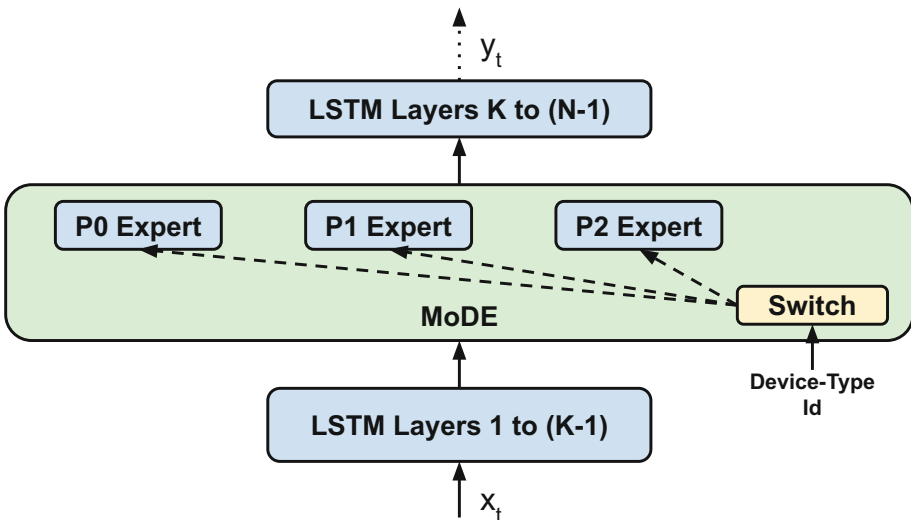 y_t
LSTM Layers K to (N-1)
P0 Expert
P1 Expert
P2 Expert
Switch
MoDE
Device-Type
Id
LSTM Layers 1 to (K-1)
x_t